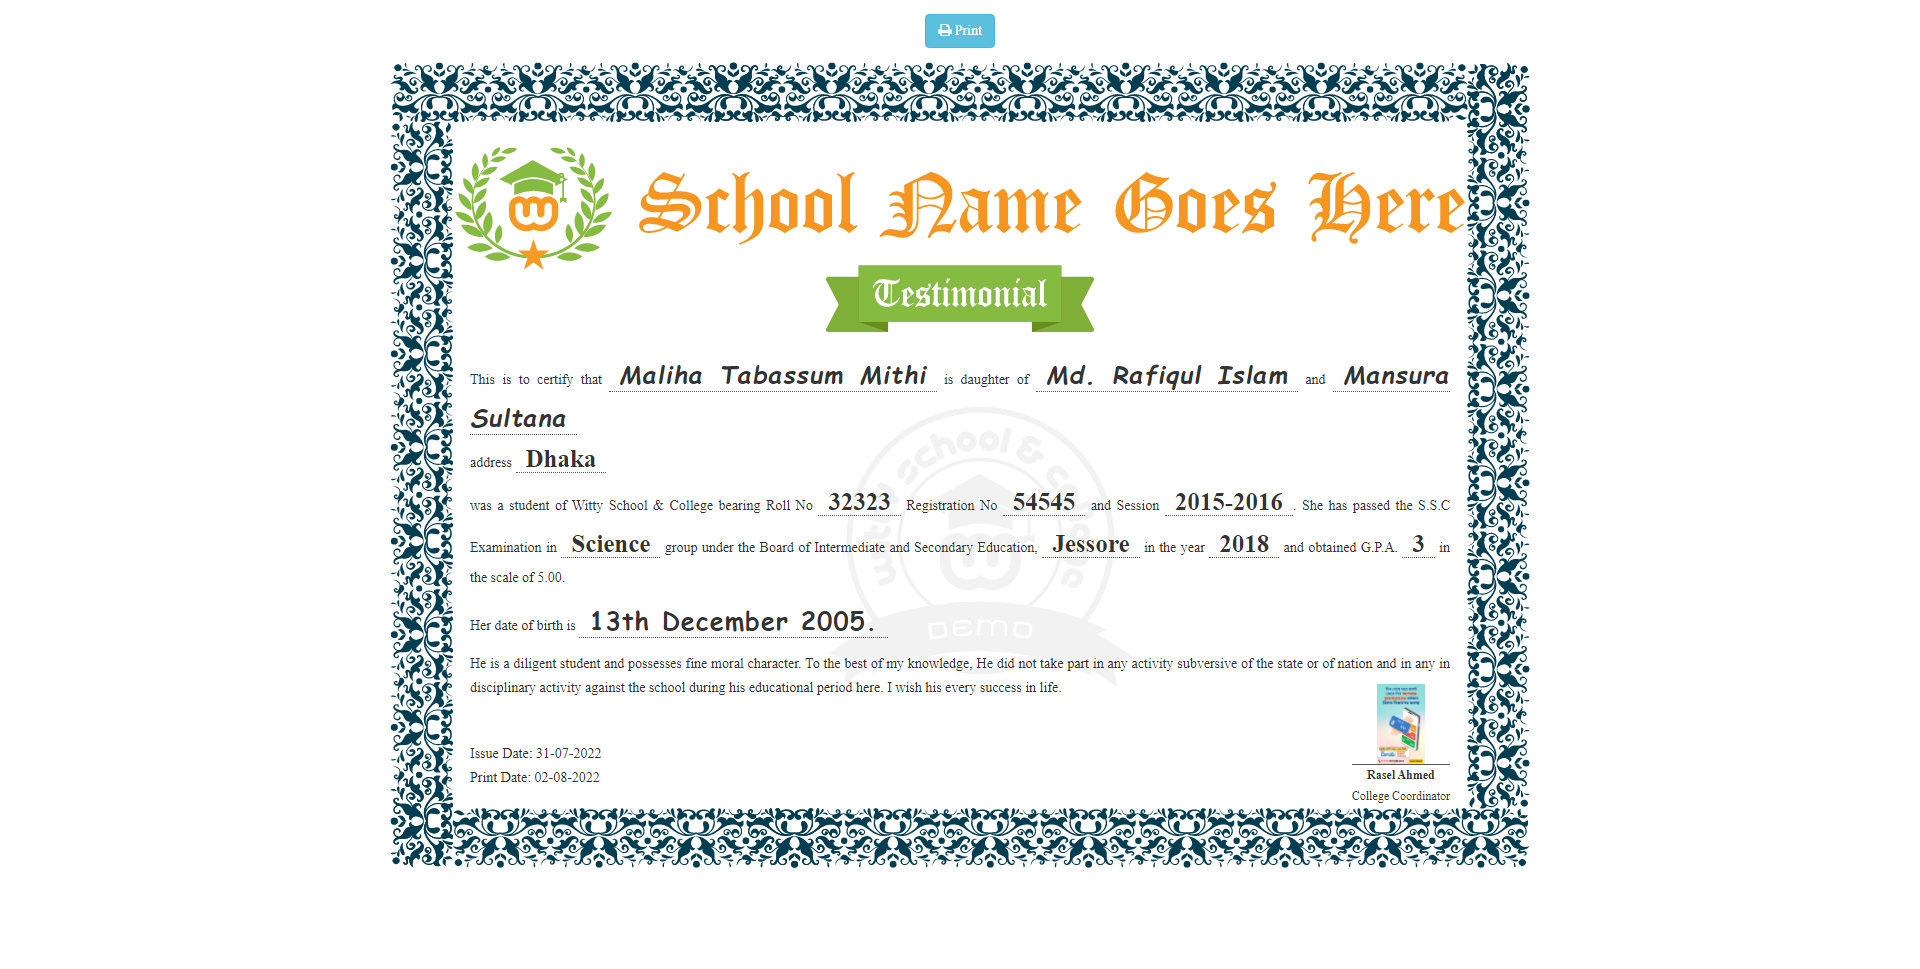 Print
School Name Goes Here
Testimonial
This is to certify that Maliha Tabassum Mithi is daughter of Md. Rafiqul Islam and Mansura
Sultana
address Dhaka
was a student of Witty School & College bearing Roll No 32323 Registration No 54545 and Session 2015-2016 . She has passed the S.S.C
Examination in Science group under the Board of Intermediate and Secondary Education, Jessore in the year 2018 and obtained G.P.A. 3 in
the scale of 5.00.
Her date of birth is 13th December 2005.
He is a diligent student and possesses fine moral character. To the best of my knowledge, He did not take part in any activity subversive of the state or of nation and in any in
disciplinary activity against the school during his educational period here. I wish his every success in life.
witty school & college
DEMO
Issue Date: 31-07-2022
Print Date: 02-08-2022
Rasel Ahmed
College Coordinator